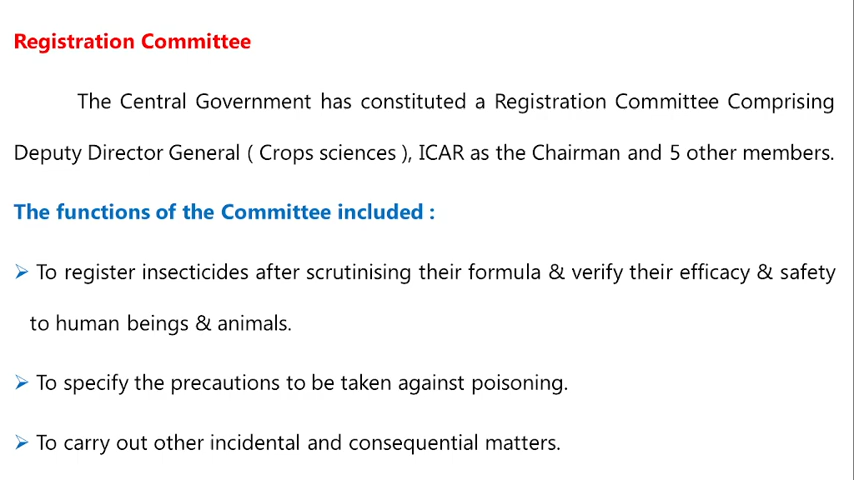 Registration Committee
The Central Government has constituted a Registration Committee Comprising
Deputy Director General ( Crops sciences ), ICAR as the Chairman and 5 other members.
The functions of the Committee included :
➢ To register insecticides after scrutinising their formula & verify their efficacy & safety
to human beings & animals.
➢ To specify the precautions to be taken against poisoning.
➢ To carry out other incidental and consequential matters.